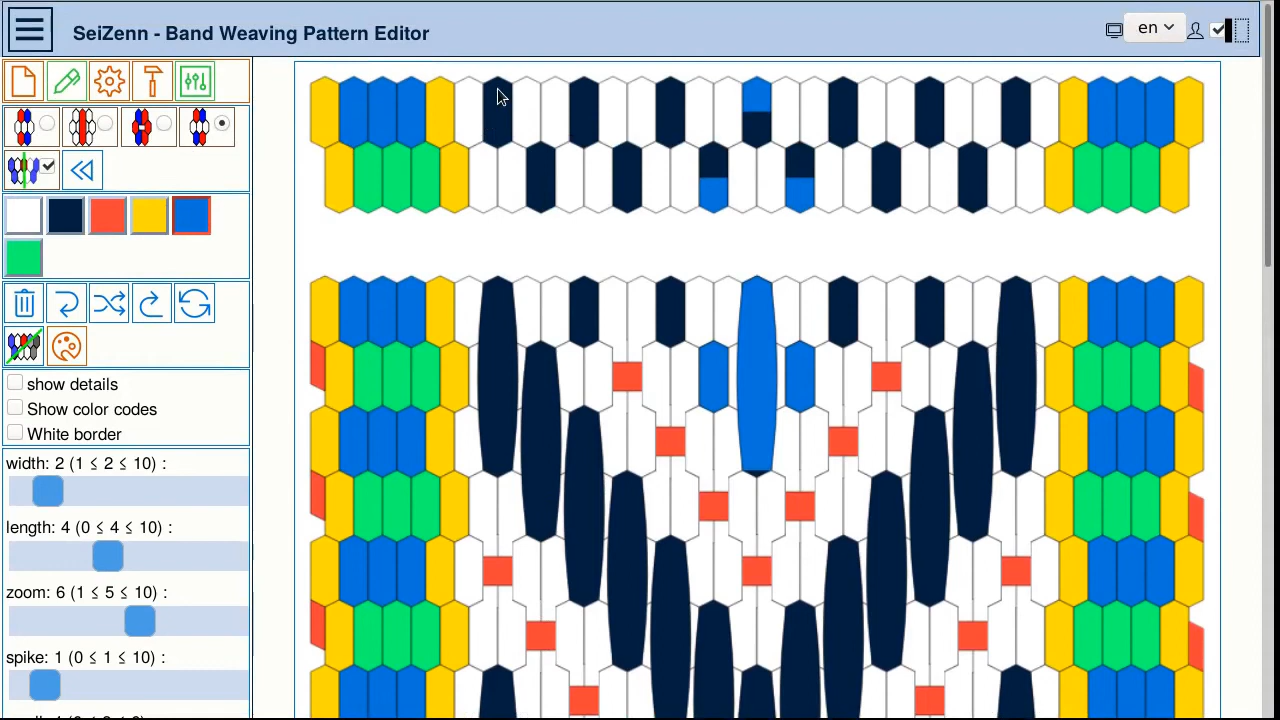 SeiZenn - Band Weaving Pattern Editor
en
show details
Show color codes
White border
width: 2 (1 ≤ 2 ≤ 10) :
length: 4 (0 ≤ 4 ≤ 10) :
zoom: 6 (1 ≤ 5 ≤ 10) :
spike: 1 (0 ≤ 1 ≤ 10) :